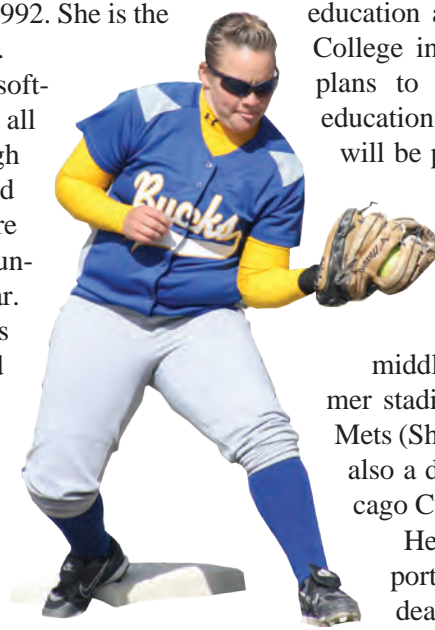 992. She is the
.
soft-
all
gh
d
re
un-
ar.
s
d
Bucks
education a
College in
plans to
education
will be p
middl
mer stadi
Mets (Sh
also a d
cago C
He
port
dea